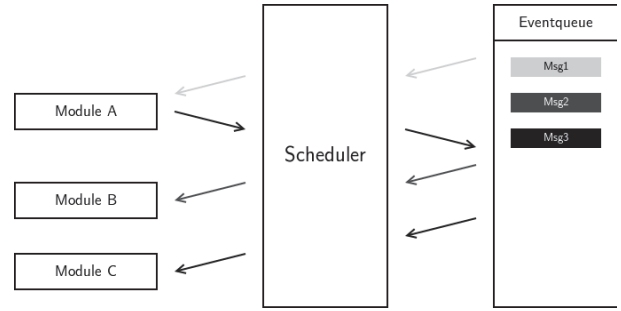 Eventqueue
Msg1
Msg2
Msg3
Scheduler
Module A
Module B
Module C